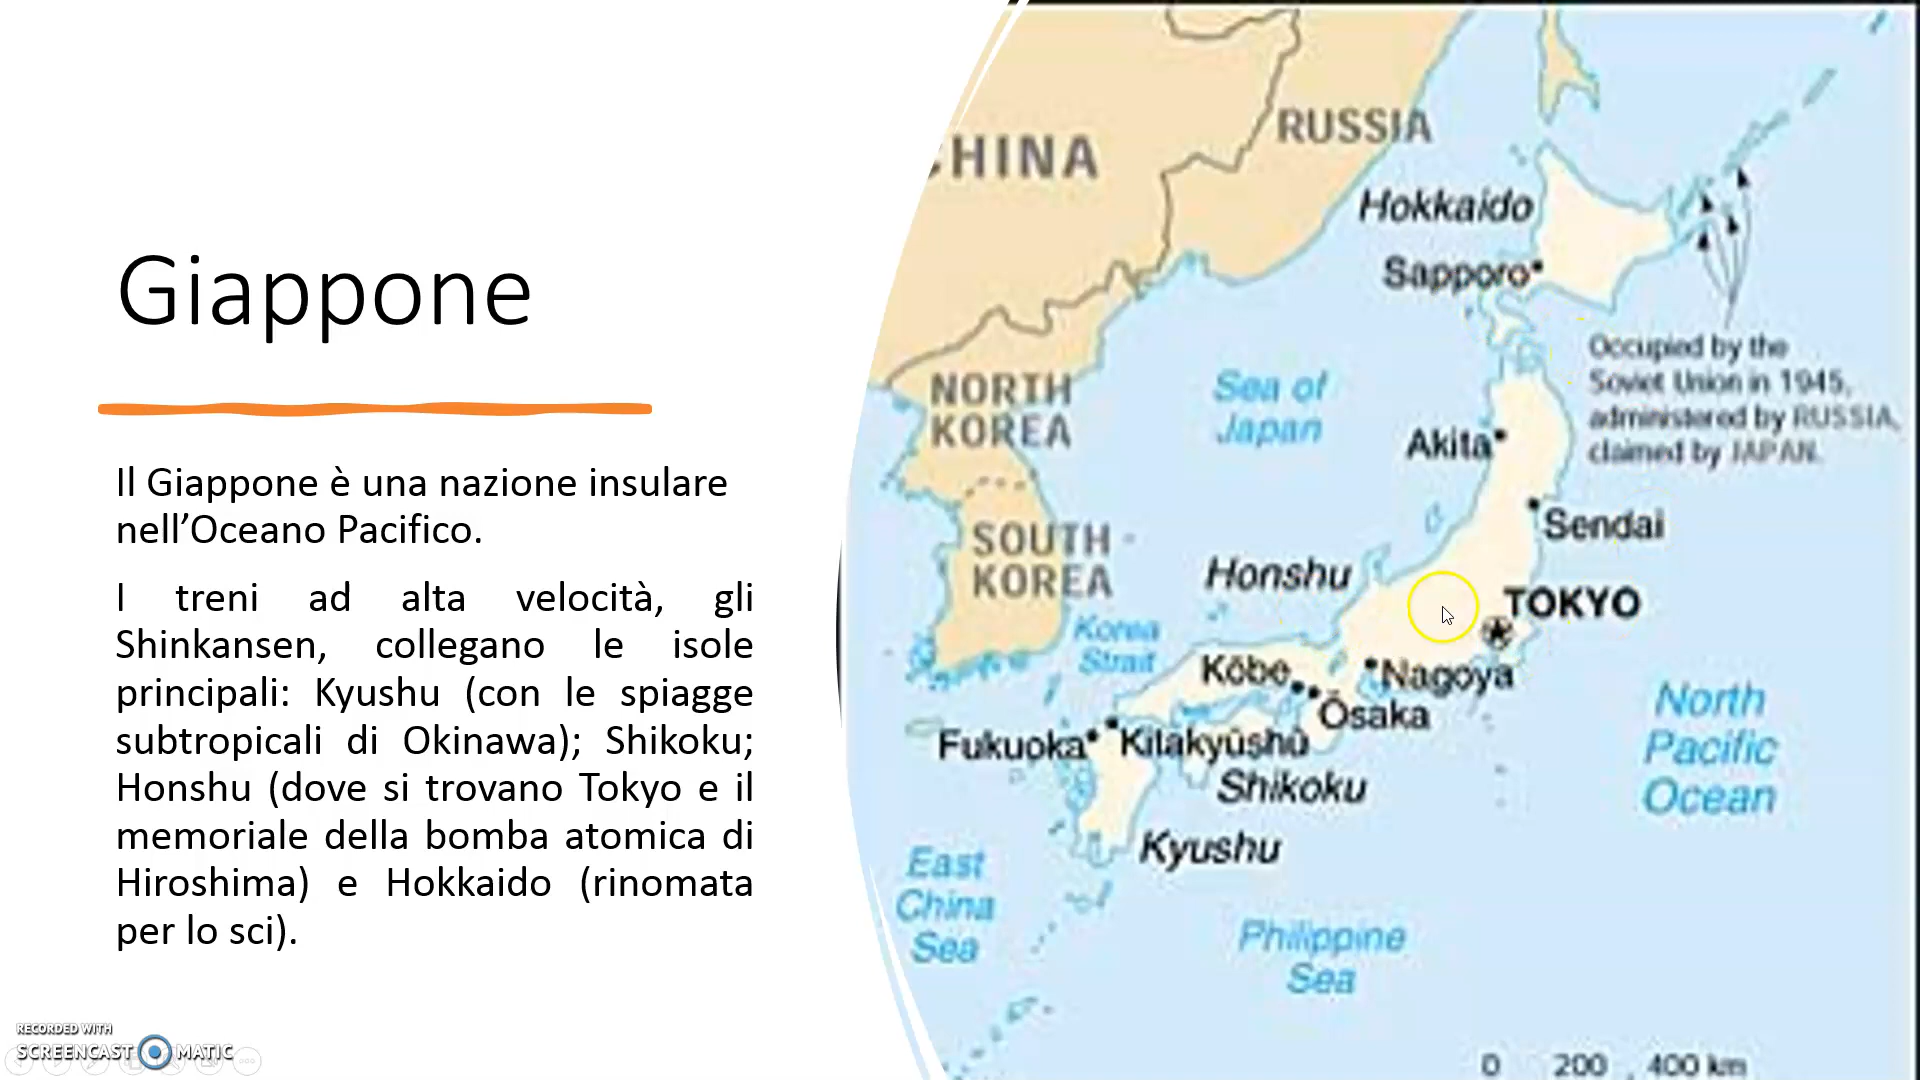 Giappone
Il Giappone è una nazione insulare
nell’Oceano Pacifico.
I treni ad alta velocità, gli
Shinkansen, collegano le isole
principali: Kyushu (con le spiagge
subtropicali di Okinawa); Shikoku;
Honshu (dove si trovano Tokyo e il
memoriale della bomba atomica di
Hiroshima) e Hokkaido (rinomata
per lo sci).
RUSSIA
HINA
Hokkaido
Sapporo
Occupied by the
Soviet Union in 1945,
administered by RUSSIA,
claimed by JAPAN.
NORTH
KOREA
Sea of
Japan
Akita
Sendai
SOUTH
KOREA
Honshu
TOKYO
Korea
Strait
Kōbe
Nagoya
Ōsaka
Fukuoka
Kitakyūshū
Shikoku
Kyushu
North
Pacific
Ocean
East
China
Sea
Philippine
Sea
0 200 400 km
RECORDED WITH
SCREENCAST MATIC